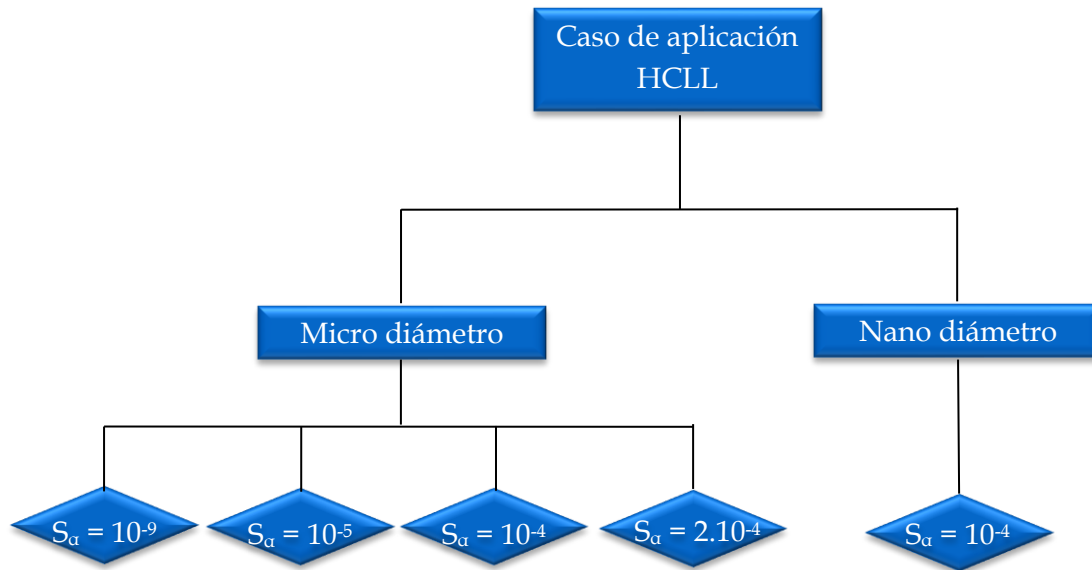 Caso de aplicación
HCLL
Micro diámetro
Nano diámetro
Sα = 10⁻⁹
Sα = 10⁻⁵
Sα = 10⁻⁴
Sα = 2.10⁻⁴
Sα = 10⁻⁴